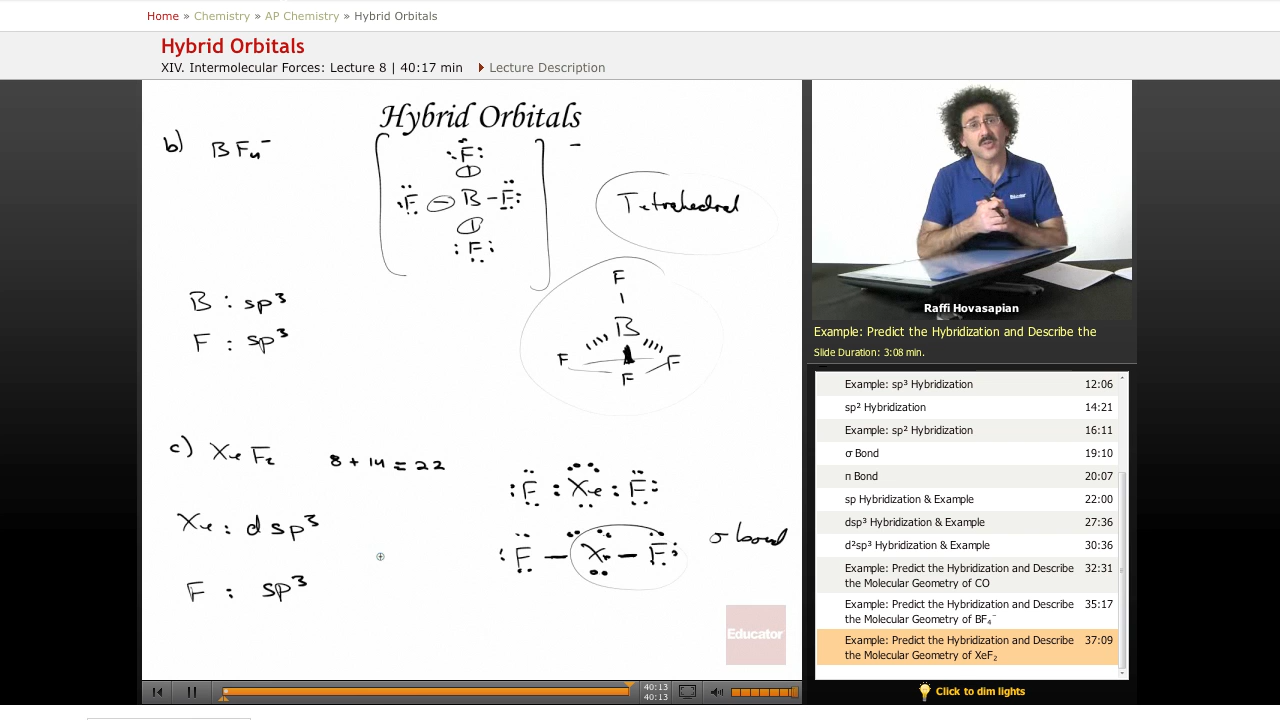 Home » Chemistry » AP Chemistry » Hybrid Orbitals
Hybrid Orbitals
XIV. Intermolecular Forces: Lecture 8 | 40:17 min
Lecture Description
Hybrid Orbitals
b) BF₄⁻
F
F B - F
F
-
Tetrahedral
B : sp³
F : sp³
F
B
F F
F
c) XeF₂ 8 + 14 = 22
:F : Xe : F:
Xe : dsp³
:F — Xe — F: σ bond
F : sp³
Educator
Educator
Raffi Hovasapian
Example: Predict the Hybridization and Describe the
Slide Duration: 3:08 min.
Example: sp³ Hybridization 12:06
sp² Hybridization 14:21
Example: sp² Hybridization 16:11
σ Bond 19:10
π Bond 20:07
sp Hybridization & Example 22:00
dsp³ Hybridization & Example 27:36
d²sp³ Hybridization & Example 30:36
Example: Predict the Hybridization and Describe 32:31
the Molecular Geometry of CO
Example: Predict the Hybridization and Describe 35:17
the Molecular Geometry of BF₄⁻
Example: Predict the Hybridization and Describe 37:09
the Molecular Geometry of XeF₂
40:13
40:13
Click to dim lights